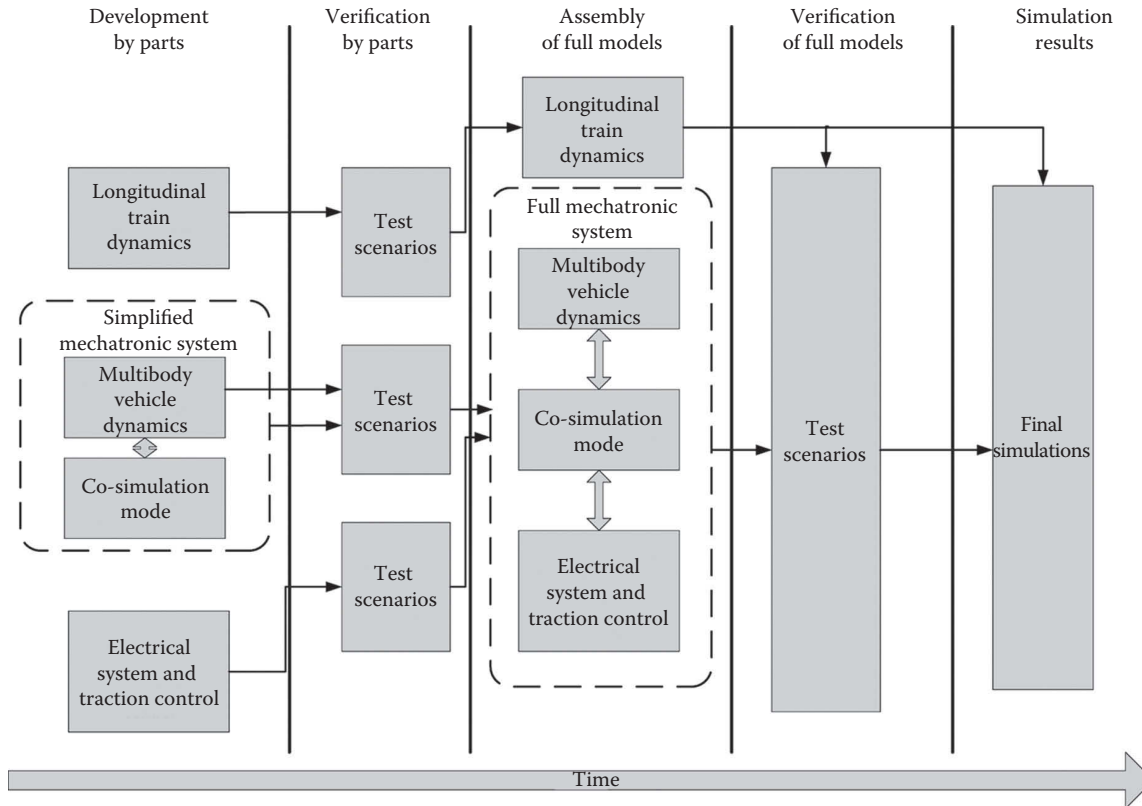 Development
by parts
Verification
by parts
Assembly
of full models
Verification
of full models
Simulation
results
Longitudinal
train
dynamics
Simplified
mechatronic system
Multibody
vehicle
dynamics
Co-simulation
mode
Electrical
system and
traction control
Test
scenarios
Test
scenarios
Test
scenarios
Longitudinal
train
dynamics
Full mechatronic
system
Multibody
vehicle
dynamics
Co-simulation
mode
Electrical
system and
traction control
Test
scenarios
Final
simulations
Time